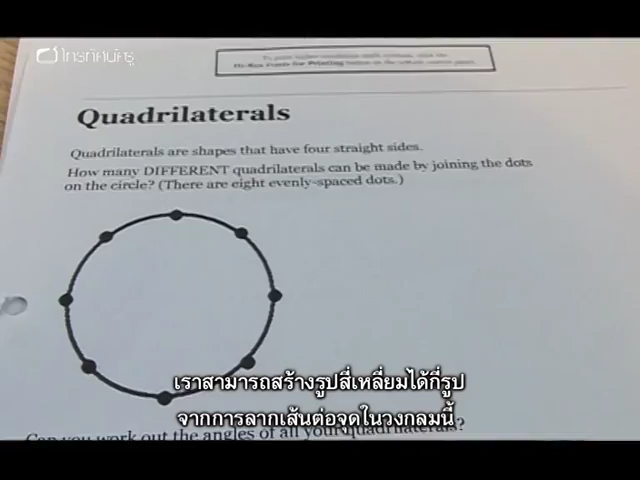 ไทยทัศน์ครู
Quadrilaterals
Quadrilaterals are shapes that have four straight sides.
How many DIFFERENT quadrilaterals can be made by joining the dots
on the circle? (There are eight evenly-spaced dots.)
เราสามารถสร้างรูปสี่เหลี่ยมได้กี่รูป
จากการลากเส้นต่อจุดในวงกลมนี้
Can you work out the angles of all your quadrilaterals?